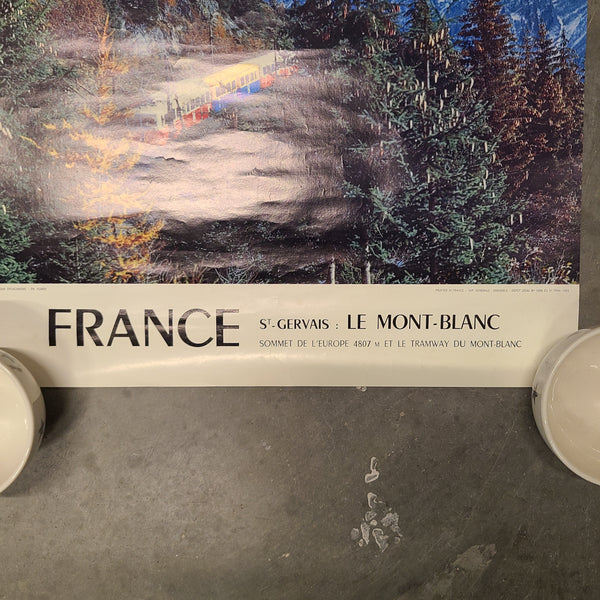 FRANCE ST-GERVAIS : LE MONT-BLANC
SOMMET DE L'EUROPE 4807 M ET LE TRAMWAY DU MONT-BLANC